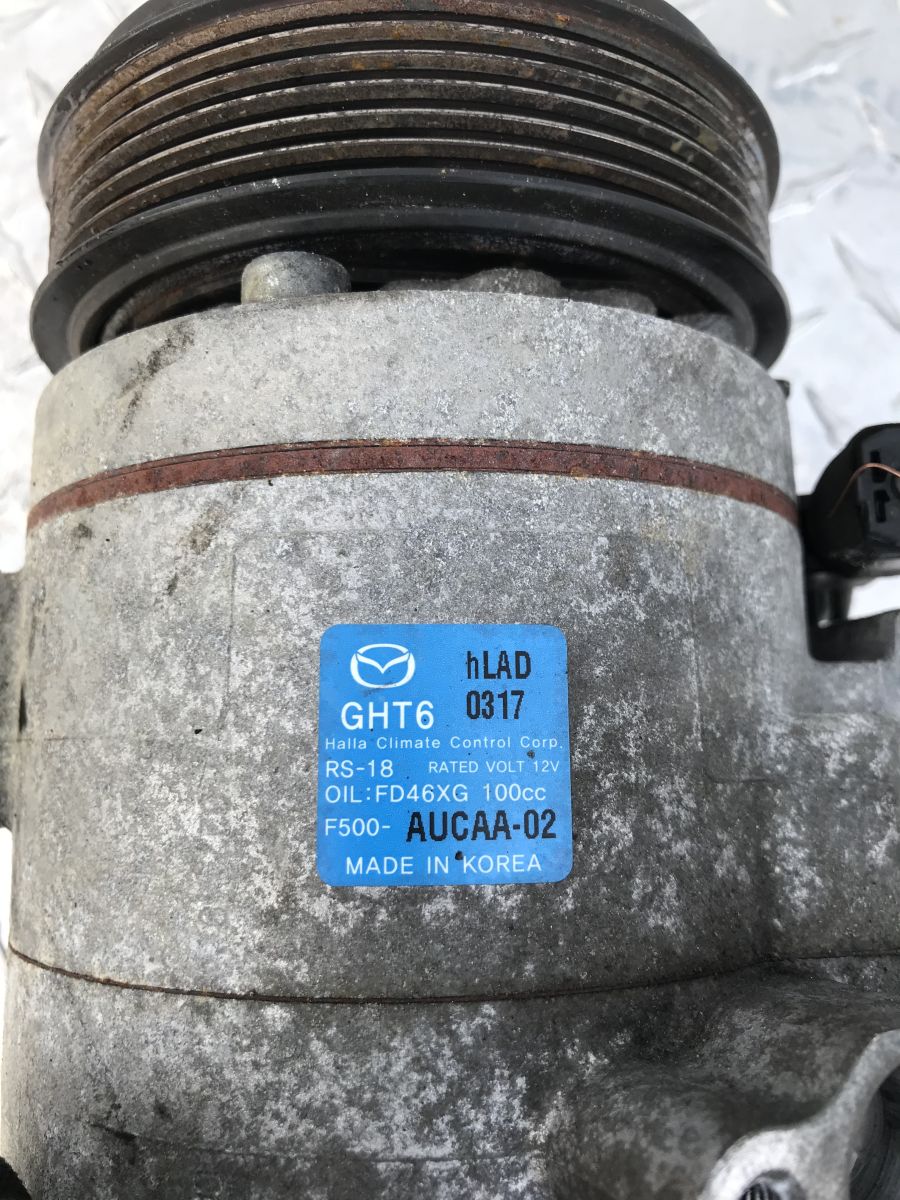 GHT6 hLAD
0317
Halla Climate Control Corp.
RS-18 RATED VOLT 12V
OIL:FD46XG 100cc
F500- AUCAA-02
MADE IN KOREA